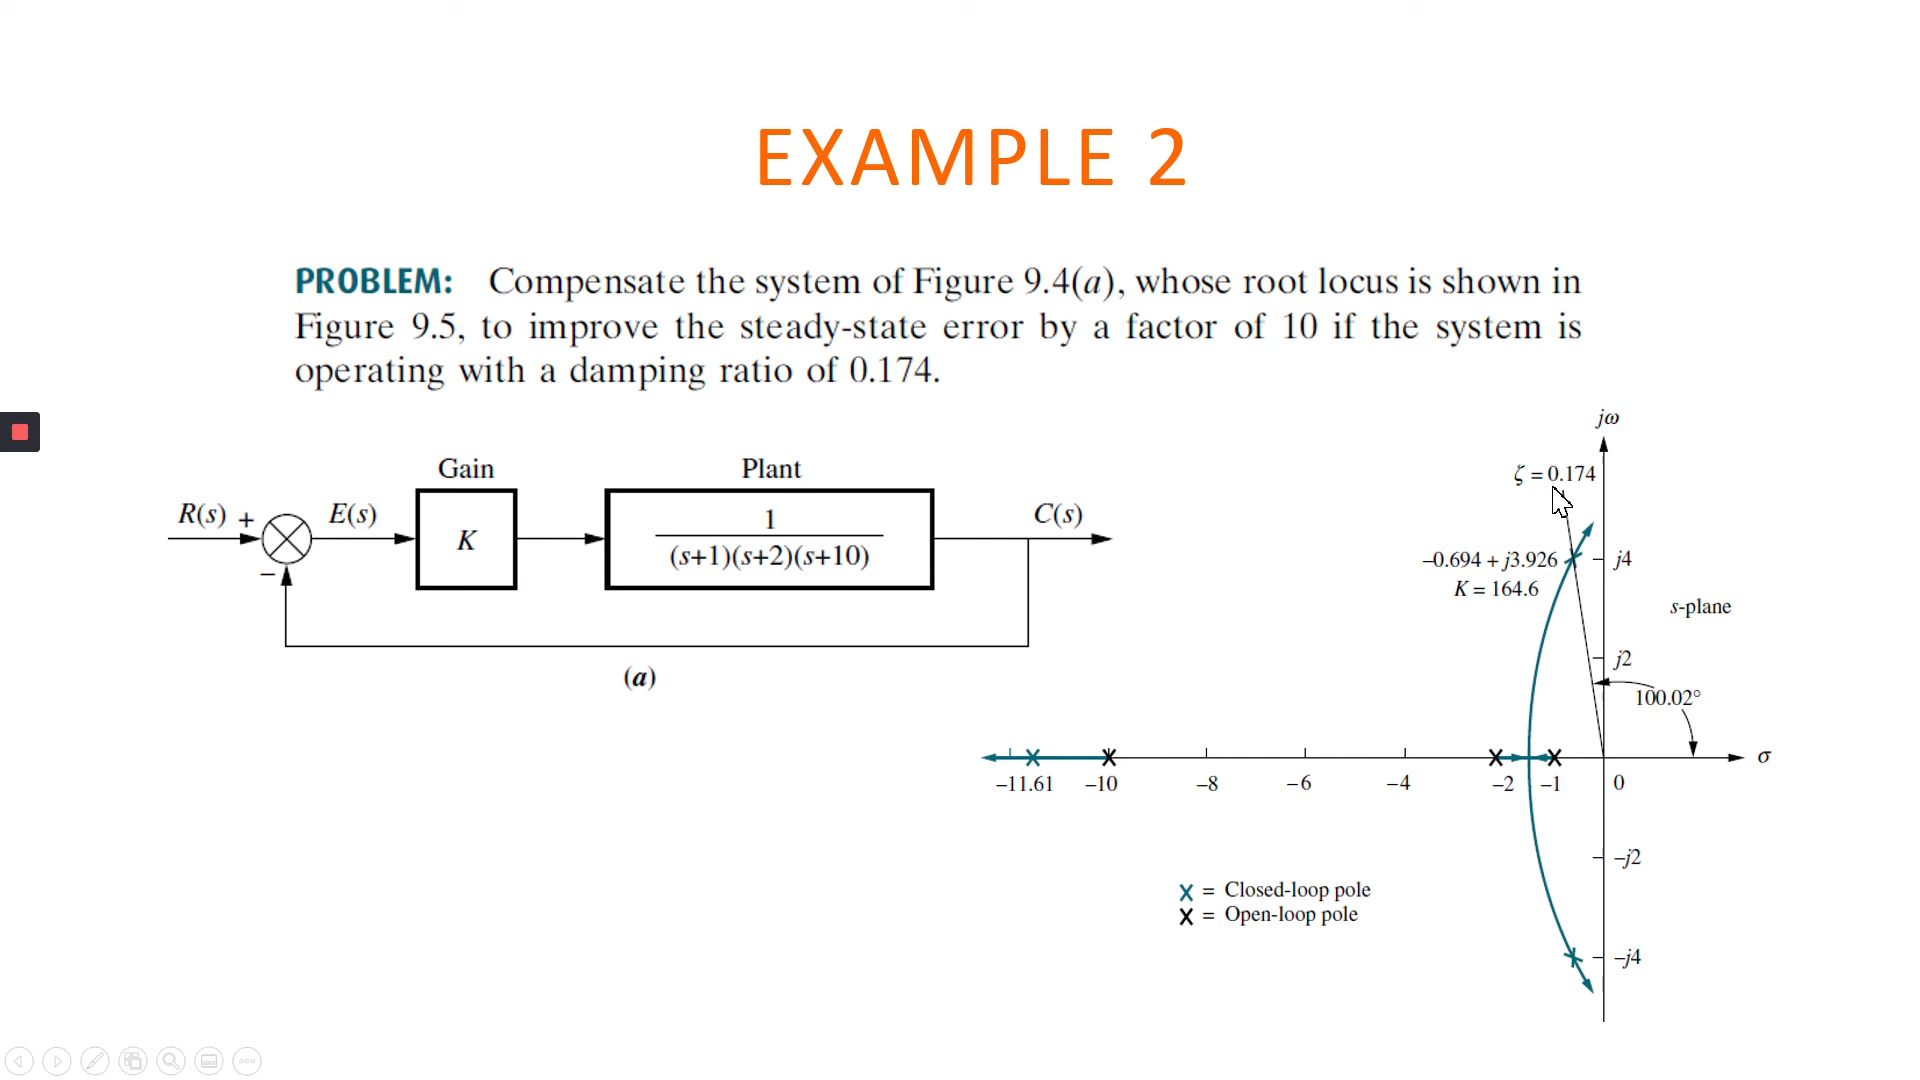 EXAMPLE 2
PROBLEM: Compensate the system of Figure 9.4(a), whose root locus is shown in
Figure 9.5, to improve the steady-state error by a factor of 10 if the system is
operating with a damping ratio of 0.174.
Gain
Plant
R(s)
+
−
E(s)
K
1
(s+1)(s+2)(s+10)
C(s)
(a)
jω
ζ = 0.174
−0.694 + j3.926
K = 164.6
j4
s-plane
j2
100.02°
σ
−11.61
−10
−8
−6
−4
−2
−1
0
−j2
−j4
X = Closed-loop pole
X = Open-loop pole